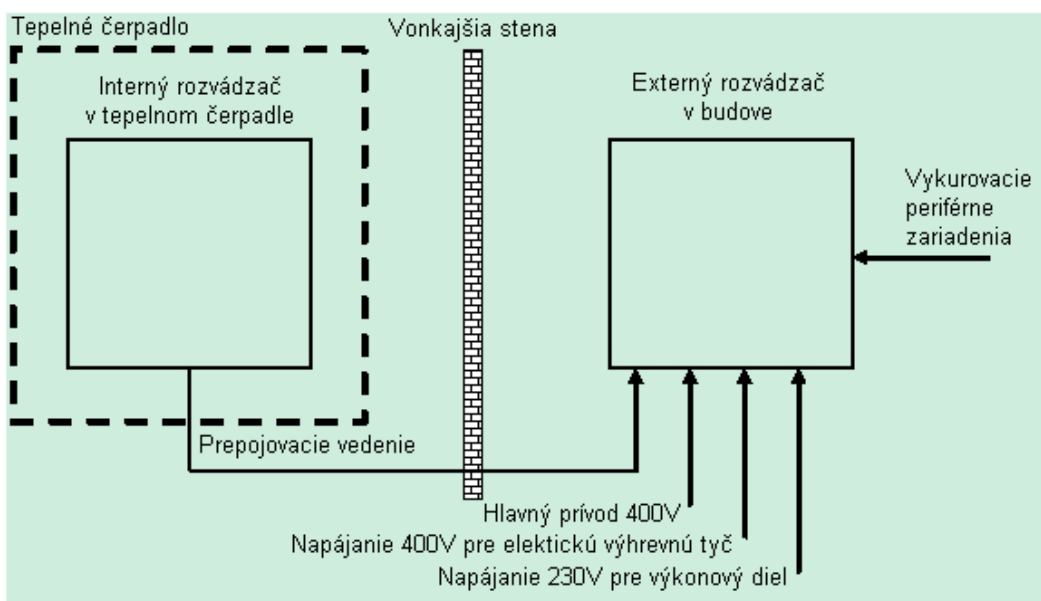 Tepelné čerpadlo
Vonkajšia stena
Interný rozvádzač
v tepelnom čerpadle
Externý rozvádzač
v budove
Vykurovacie
periférne
zariadenia
Prepojovacie vedenie
Hlavný prívod 400V
Napájanie 400V pre elektickú výhrevnú tyč
Napájanie 230V pre výkonový diel